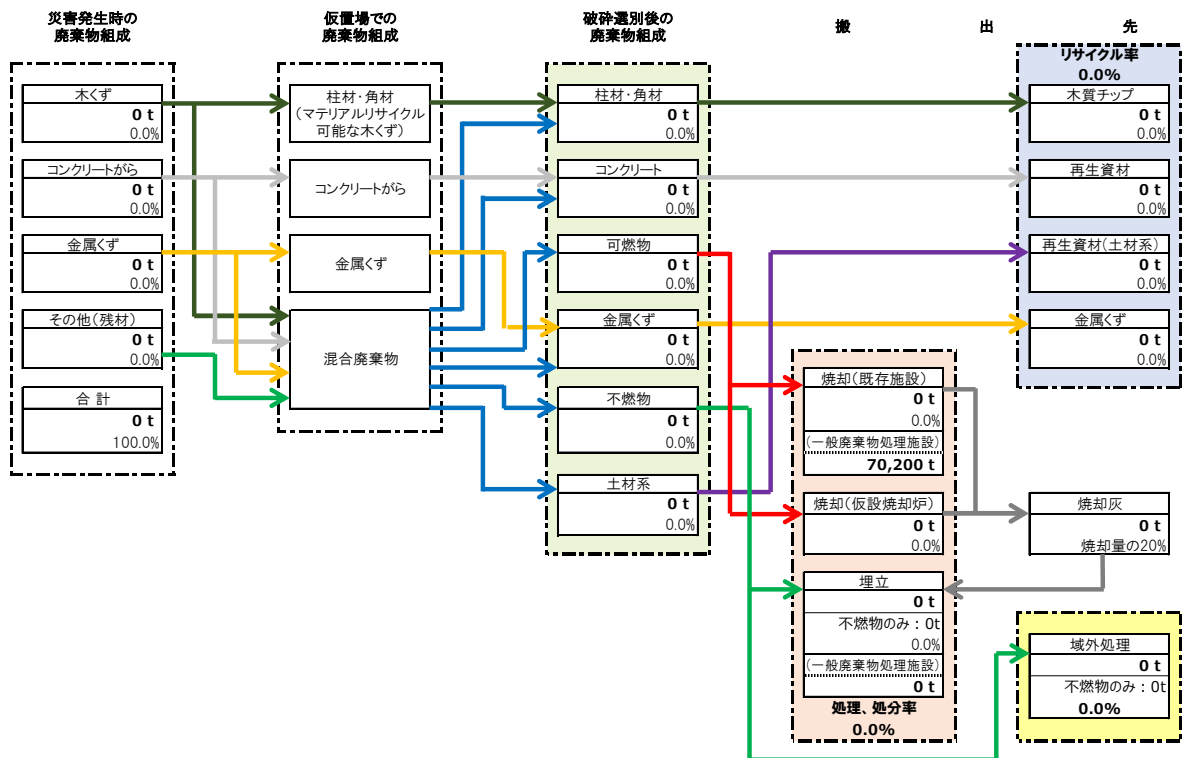 災害発生時の
廃棄物組成
木くず
0 t
0.0%
コンクリートがら
0 t
0.0%
金属くず
0 t
0.0%
その他(残材)
0 t
0.0%
合 計
0 t
100.0%
仮置場での
廃棄物組成
柱材・角材
(マテリアルリサイクル
可能な木くず)
コンクリートがら
金属くず
混合廃棄物
破砕選別後の
廃棄物組成
柱材・角材
0 t
0.0%
コンクリート
0 t
0.0%
可燃物
0 t
0.0%
金属くず
0 t
0.0%
不燃物
0 t
0.0%
土材系
0 t
0.0%
搬 出 先
焼却(既存施設)
0 t
0.0%
(一般廃棄物処理施設)
70,200 t
焼却(仮設焼却炉)
0 t
0.0%
埋立
0 t
不燃物のみ：0t
0.0%
(一般廃棄物処理施設)
0 t
処理、処分率
0.0%
リサイクル率
0.0%
木質チップ
0 t
0.0%
再生資材
0 t
0.0%
再生資材(土材系)
0 t
0.0%
金属くず
0 t
0.0%
焼却灰
0 t
焼却量の20%
域外処理
0 t
不燃物のみ：0t
0.0%